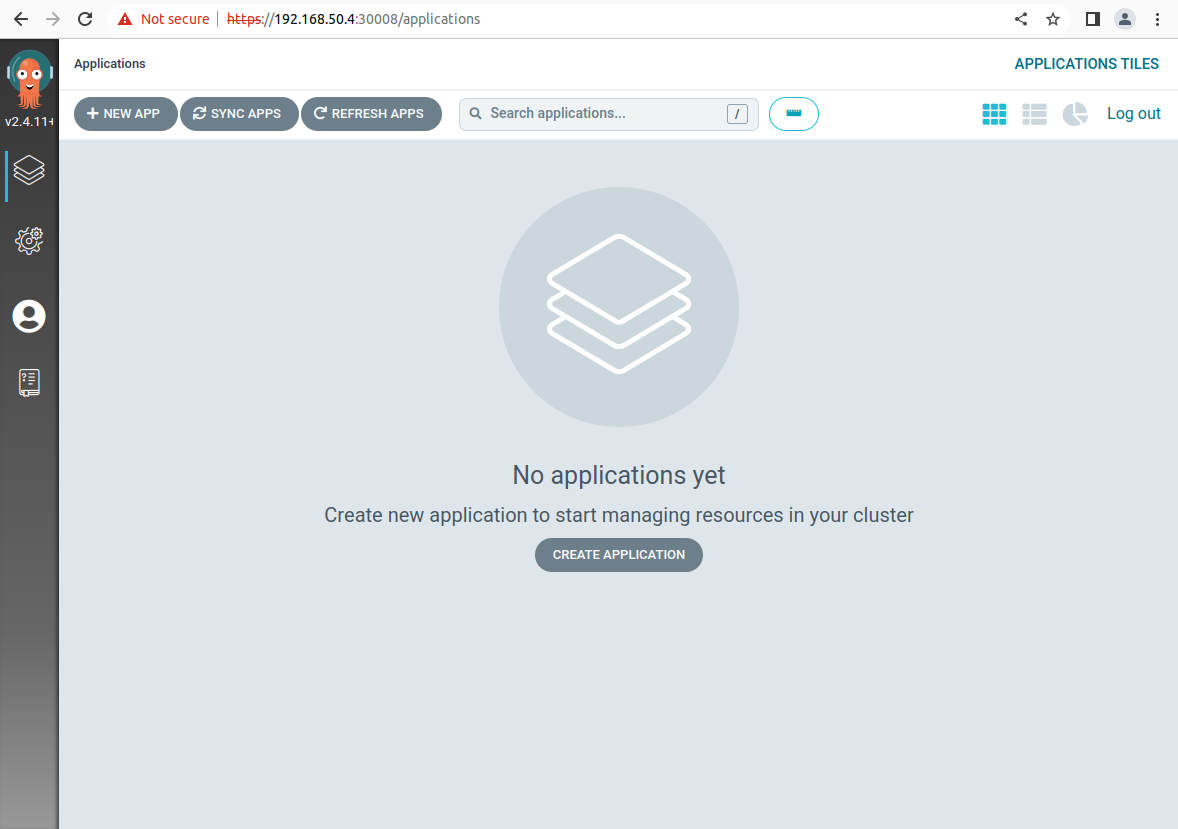 Not secure https://192.168.50.4:30008/applications
Applications
APPLICATIONS TILES
v2.4.11+
NEW APP
SYNC APPS
REFRESH APPS
Search applications...
/
Log out
No applications yet
Create new application to start managing resources in your cluster
CREATE APPLICATION